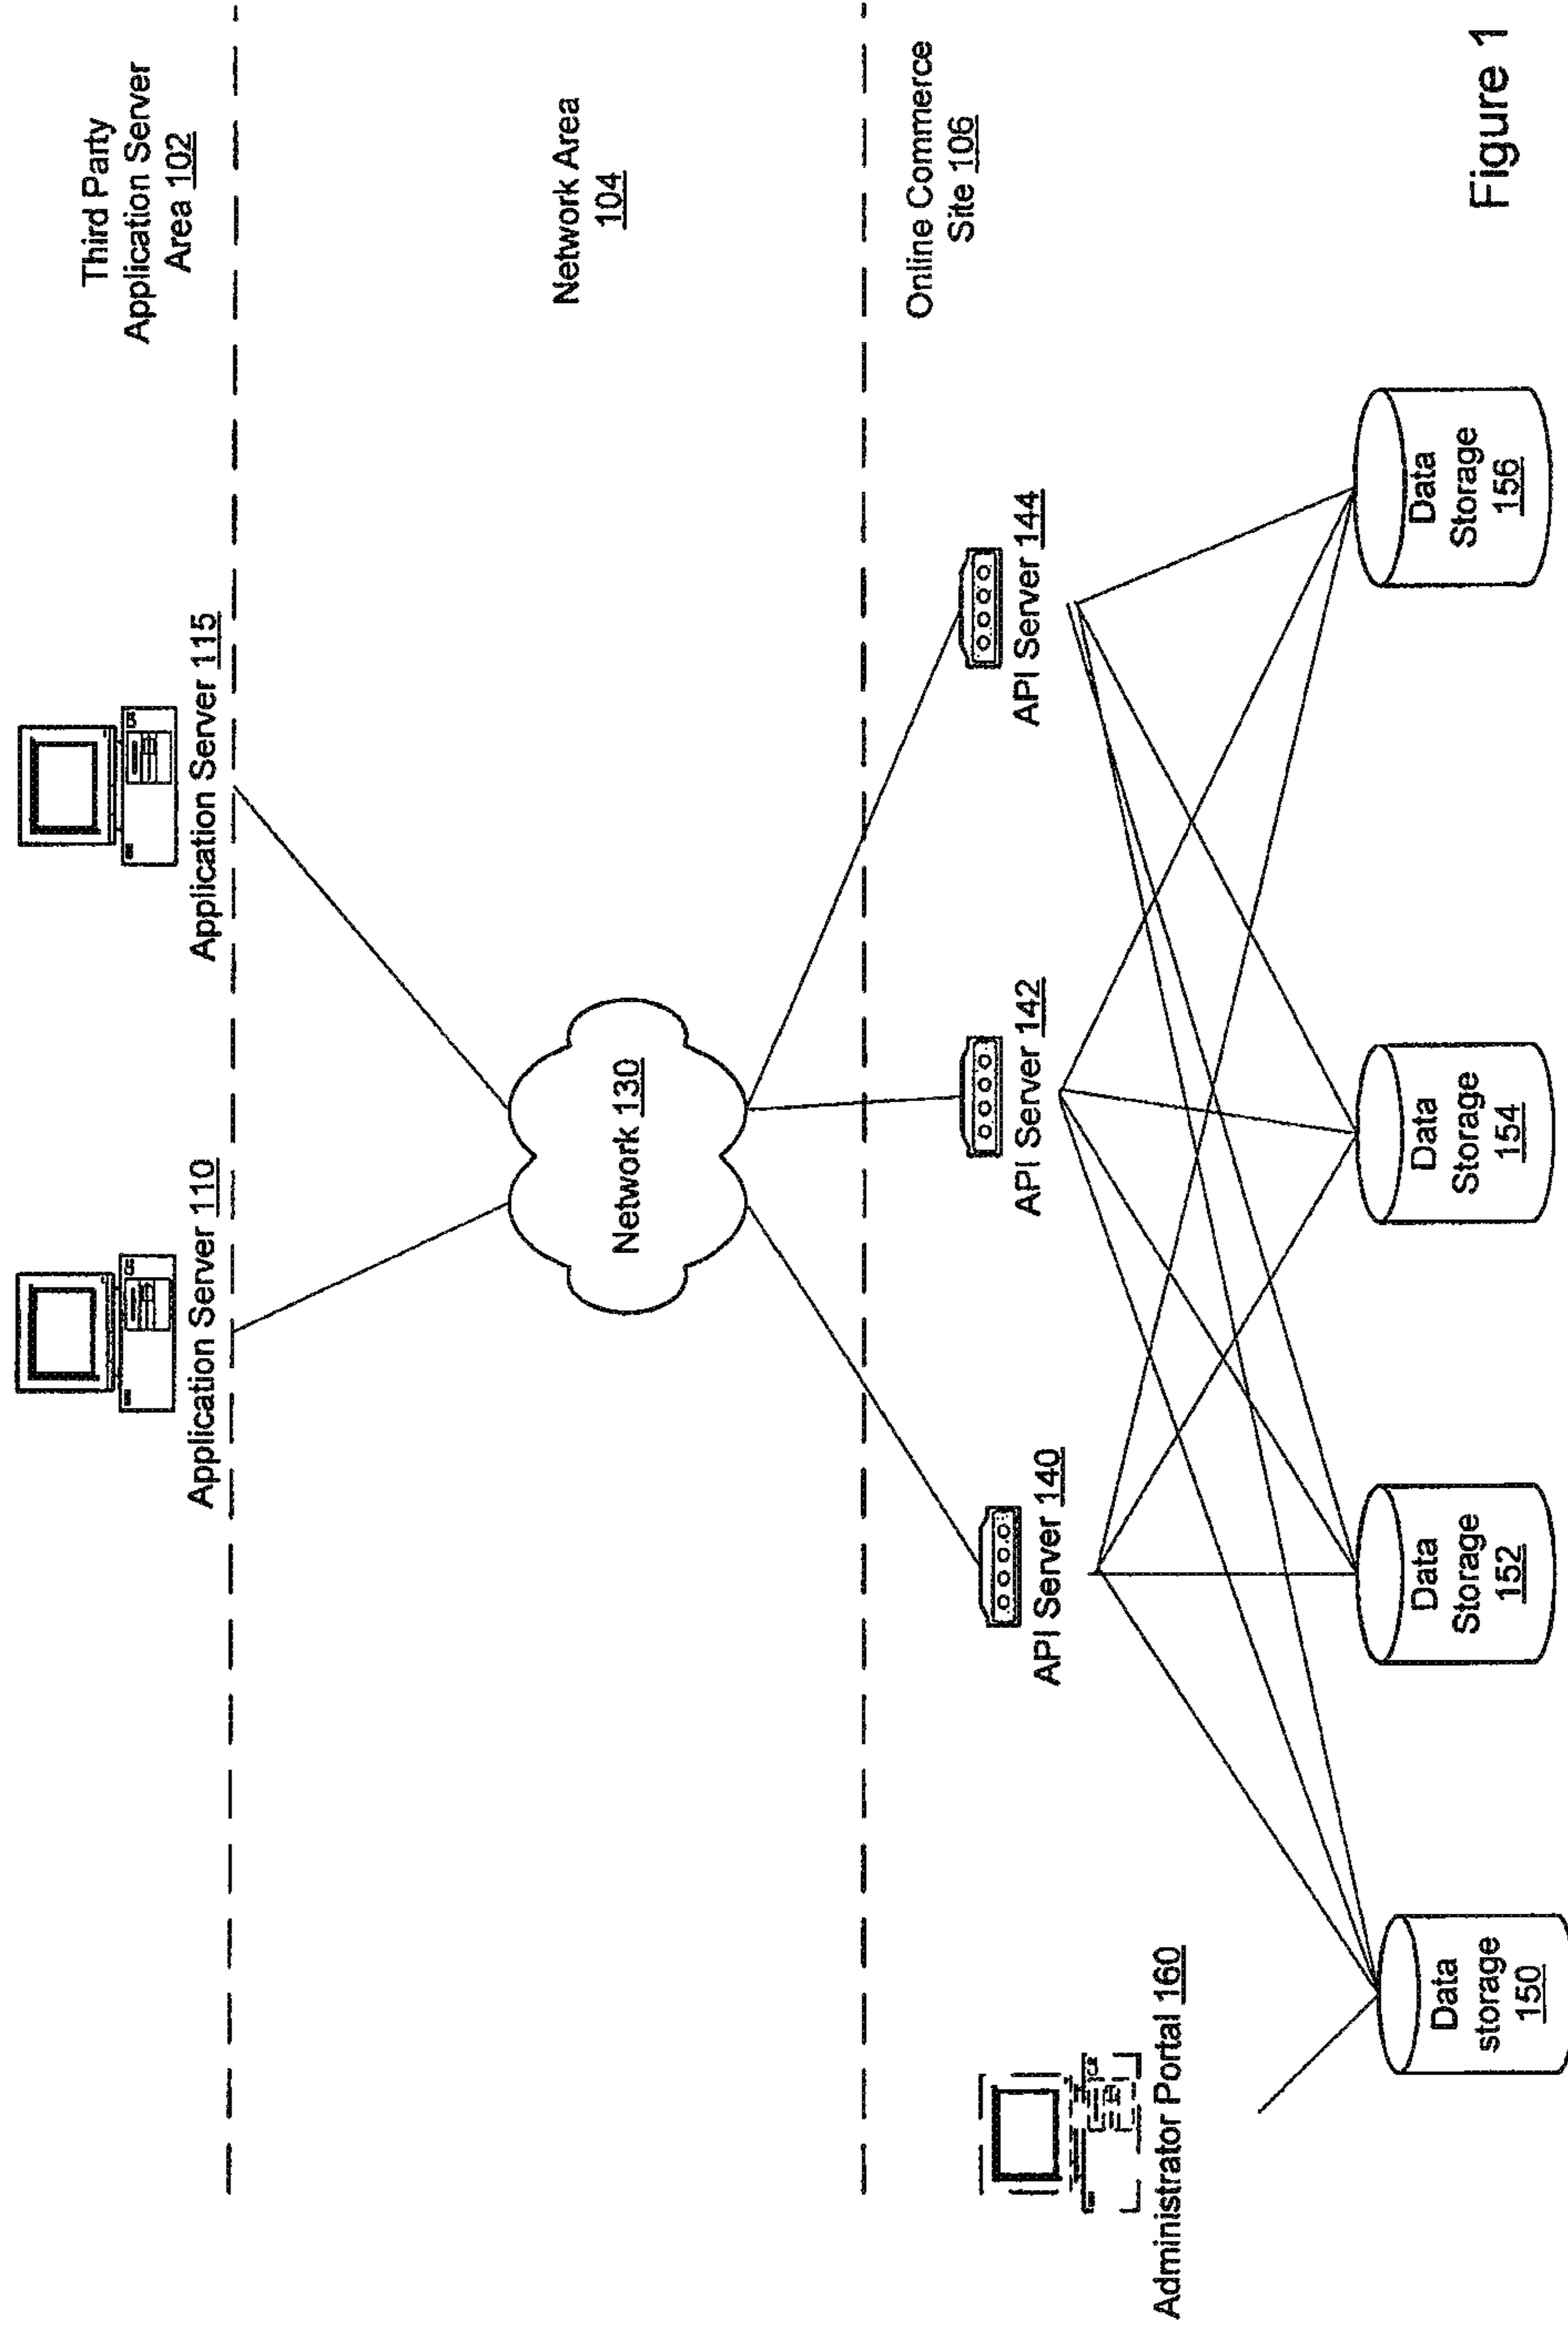 Third Party
Application Server
Area 102
Application Server 110
Application Server 115
Network Area
104
Network 130
Online Commerce
Site 106
API Server 140
API Server 142
API Server 144
Administrator Portal 160
Data
storage
150
Data
Storage
152
Data
Storage
154
Data
Storage
156
Figure 1